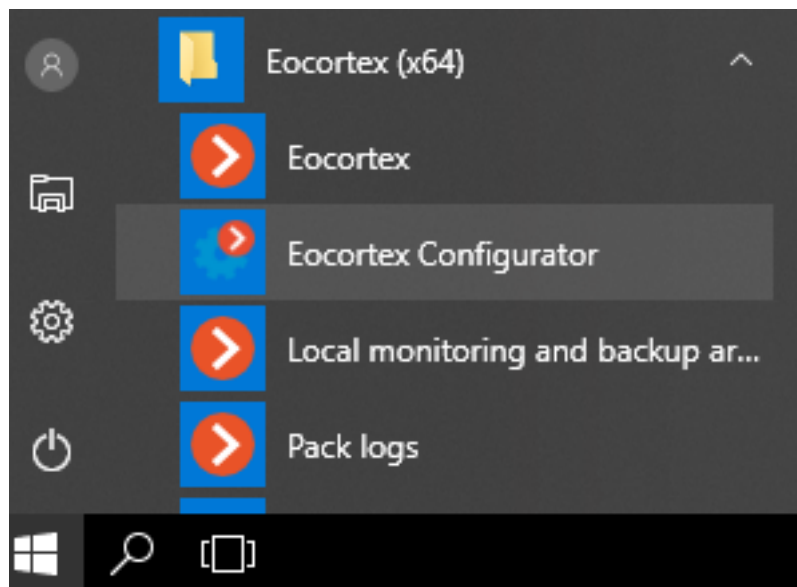 Eocortex (x64)
Eocortex
Eocortex Configurator
Local monitoring and backup ar...
Pack logs